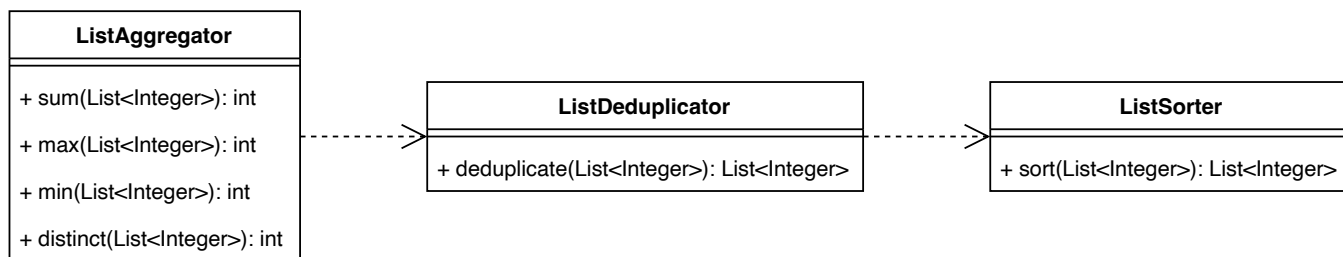 ListAggregator
+ sum(List<Integer>): int
+ max(List<Integer>): int
+ min(List<Integer>): int
+ distinct(List<Integer>): int
ListDeduplicator
+ deduplicate(List<Integer>): List<Integer>
ListSorter
+ sort(List<Integer>): List<Integer>